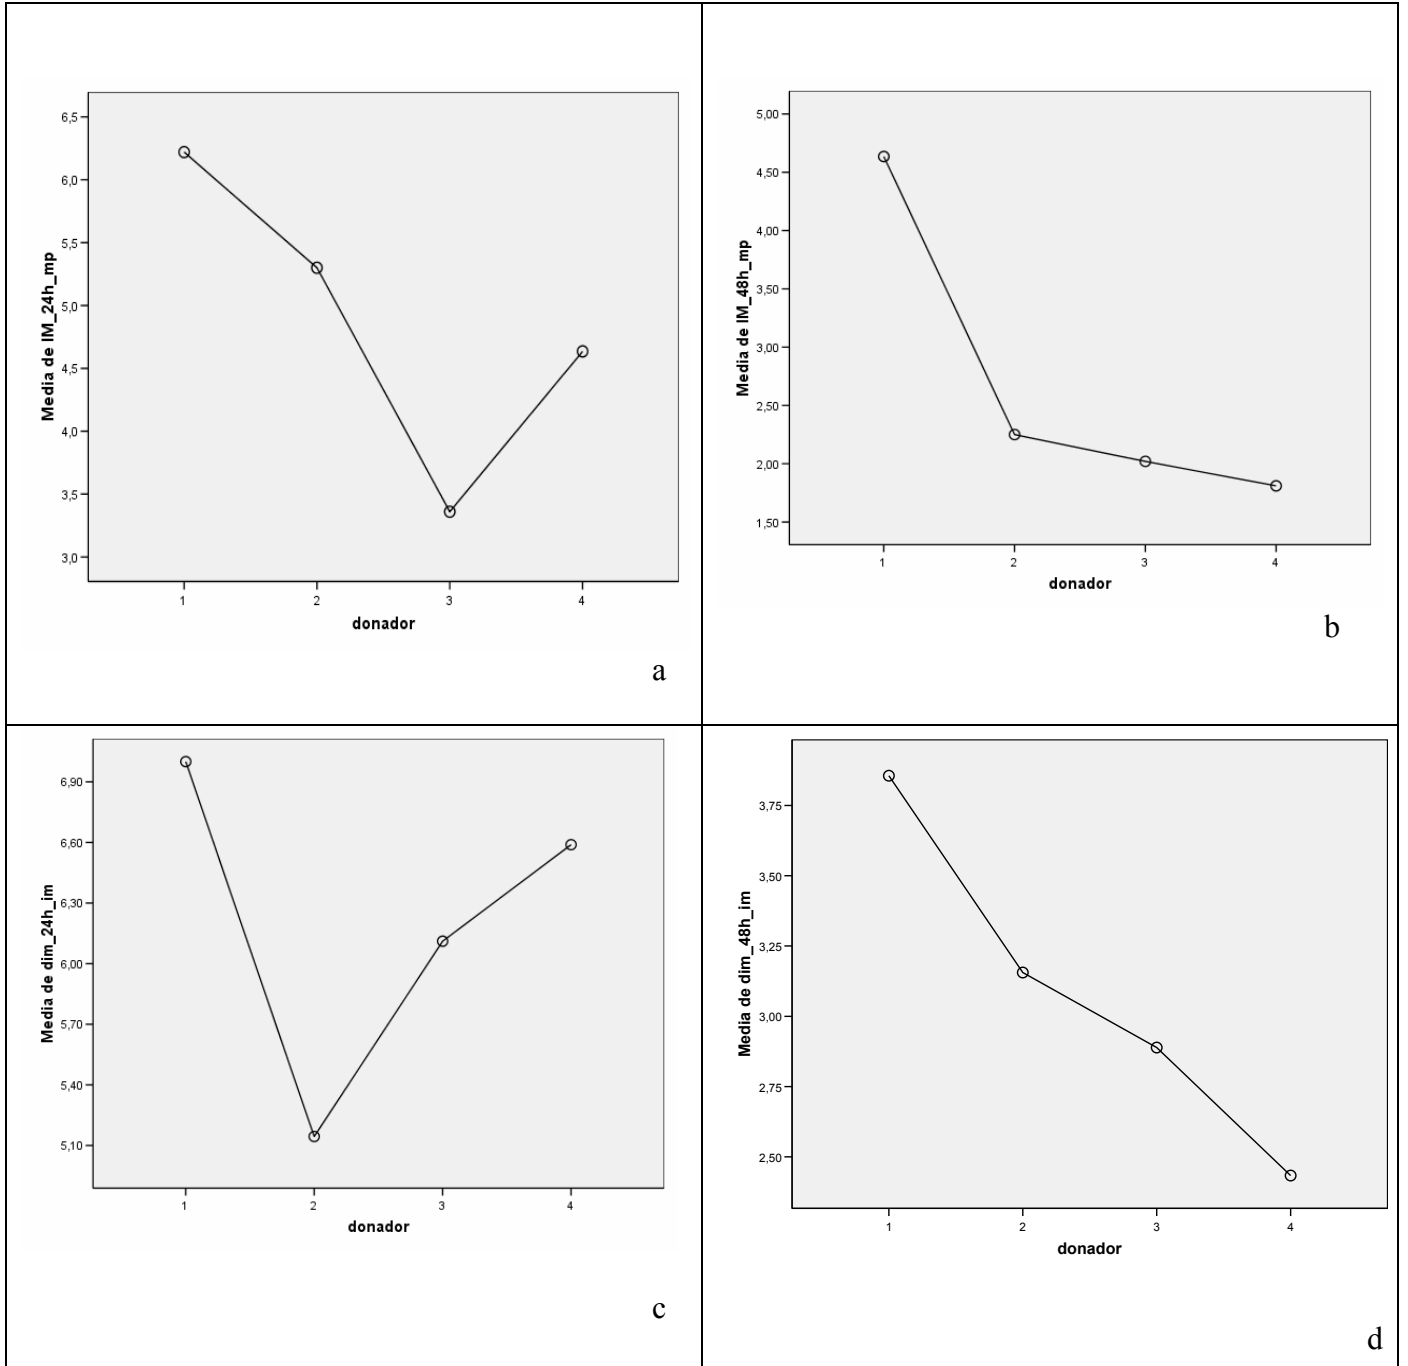 Media de IM_24h_mp
6,5
6,0
5,5
5,0
4,5
4,0
3,5
3,0
1 2 3 4
donador
a
Media de IM_48h_mp
5,00
4,50
4,00
3,50
3,00
2,50
2,00
1,50
1 2 3 4
donador
b
Media de dim_24h_im
6,90
6,60
6,30
6,00
5,70
5,40
5,10
1 2 3 4
donador
c
Media de dim_48h_im
3,75
3,50
3,25
3,00
2,75
2,50
1 2 3 4
donador
d